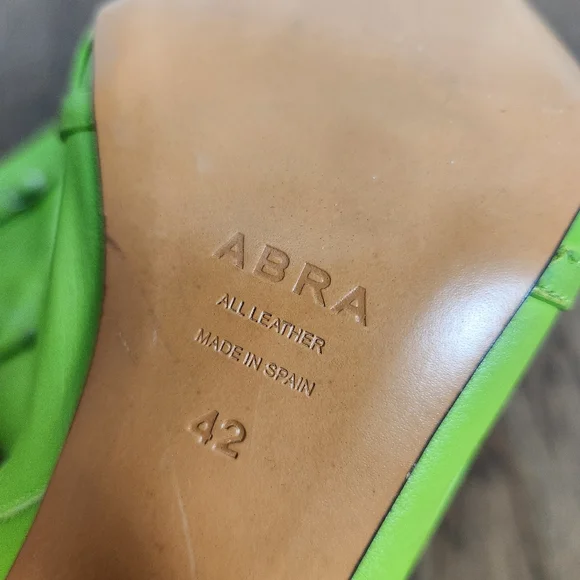 ABRA
ALL LEATHER
MADE IN SPAIN
42